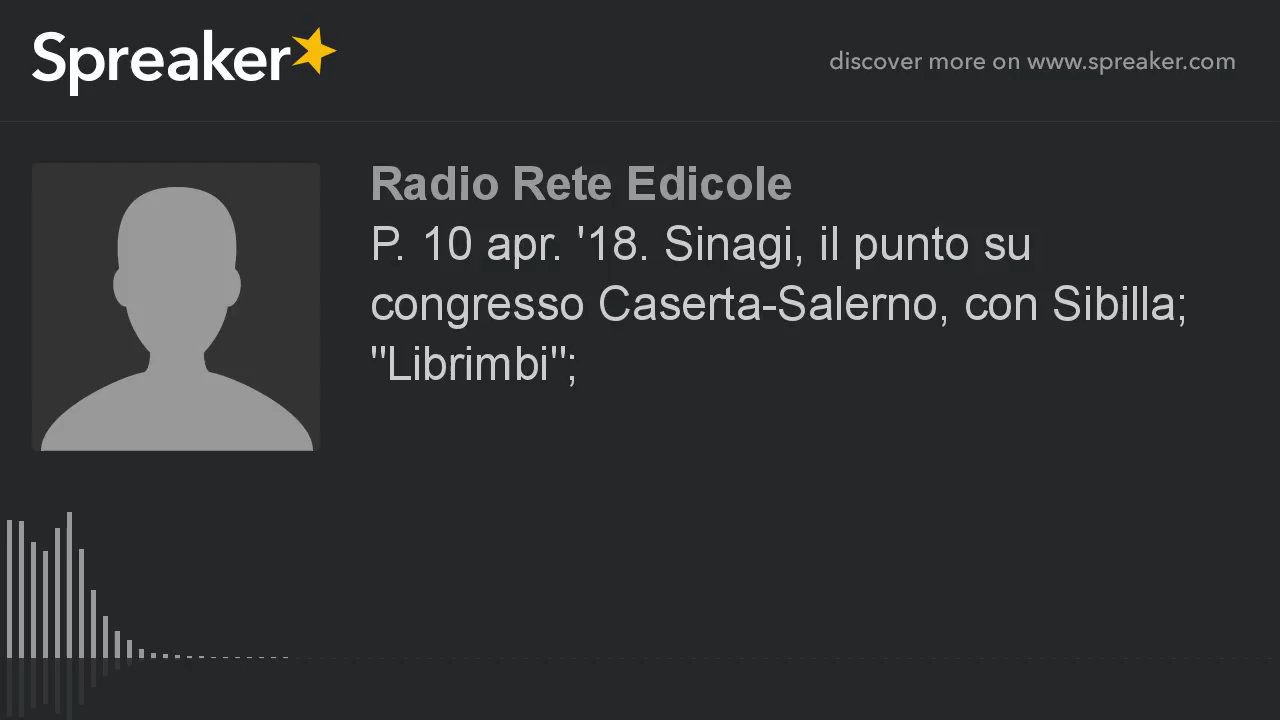 Spreaker
discover more on www.spreaker.com
Radio Rete Edicole
P. 10 apr. '18. Sinagi, il punto su
congresso Caserta-Salerno, con Sibilla;
"Librimbi";